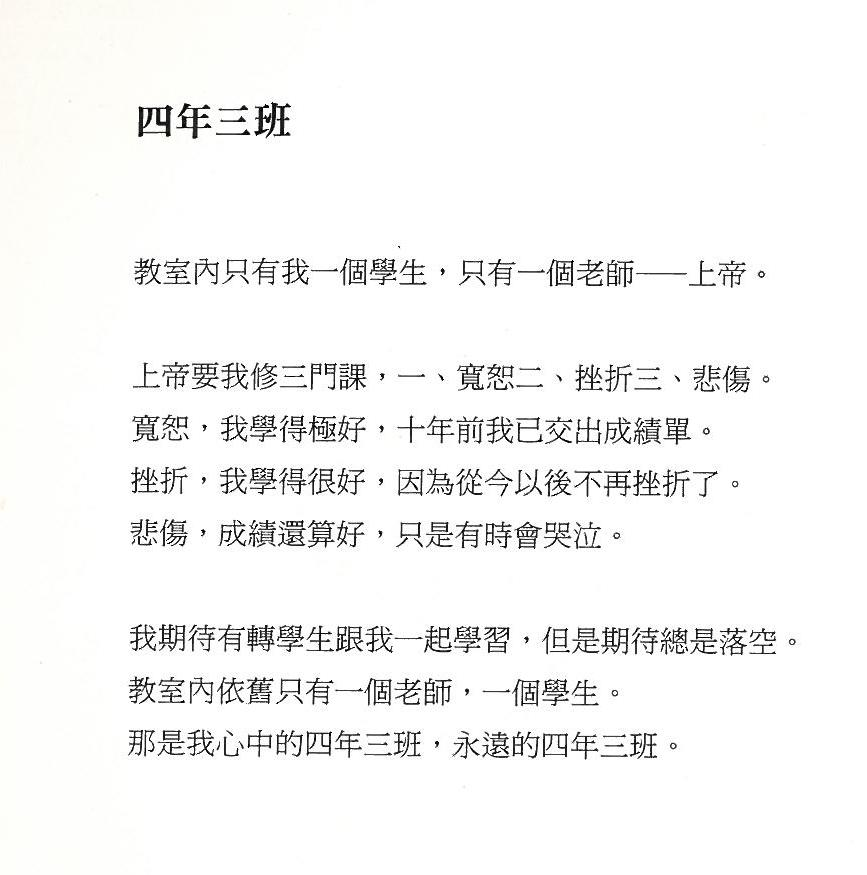 四年三班
教室內只有我一個學生，只有一個老師——上帝。
上帝要我修三門課，一、寬恕二、挫折三、悲傷。
寬恕，我學得極好，十年前我已交出成績單。
挫折，我學得很好，因為從今以後不再挫折了。
悲傷，成績還算好，只是有時會哭泣。
我期待有轉學生跟我一起學習，但是期待總是落空。
教室內依舊只有一個老師，一個學生。
那是我心中的四年三班，永遠的四年三班。